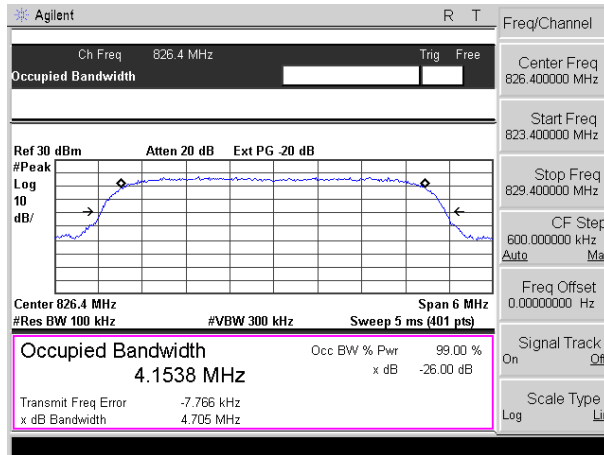 Agilent R T Freq/Channel
Ch Freq 826.4 MHz Trig Free
Occupied Bandwidth
Center Freq
826.400000 MHz
Start Freq
823.400000 MHz
Stop Freq
829.400000 MHz
CF Step
600.000000 kHz
Auto Ma
Freq Offset
0.00000000 Hz
Signal Track
On Off
Scale Type
Log Lin
Ref 30 dBm Atten 20 dB Ext PG -20 dB
#Peak
Log
10
dB/
Center 826.4 MHz Span 6 MHz
#Res BW 100 kHz #VBW 300 kHz Sweep 5 ms (401 pts)
Occupied Bandwidth Occ BW % Pwr 99.00 %
4.1538 MHz x dB -26.00 dB
Transmit Freq Error -7.766 kHz
x dB Bandwidth 4.705 MHz